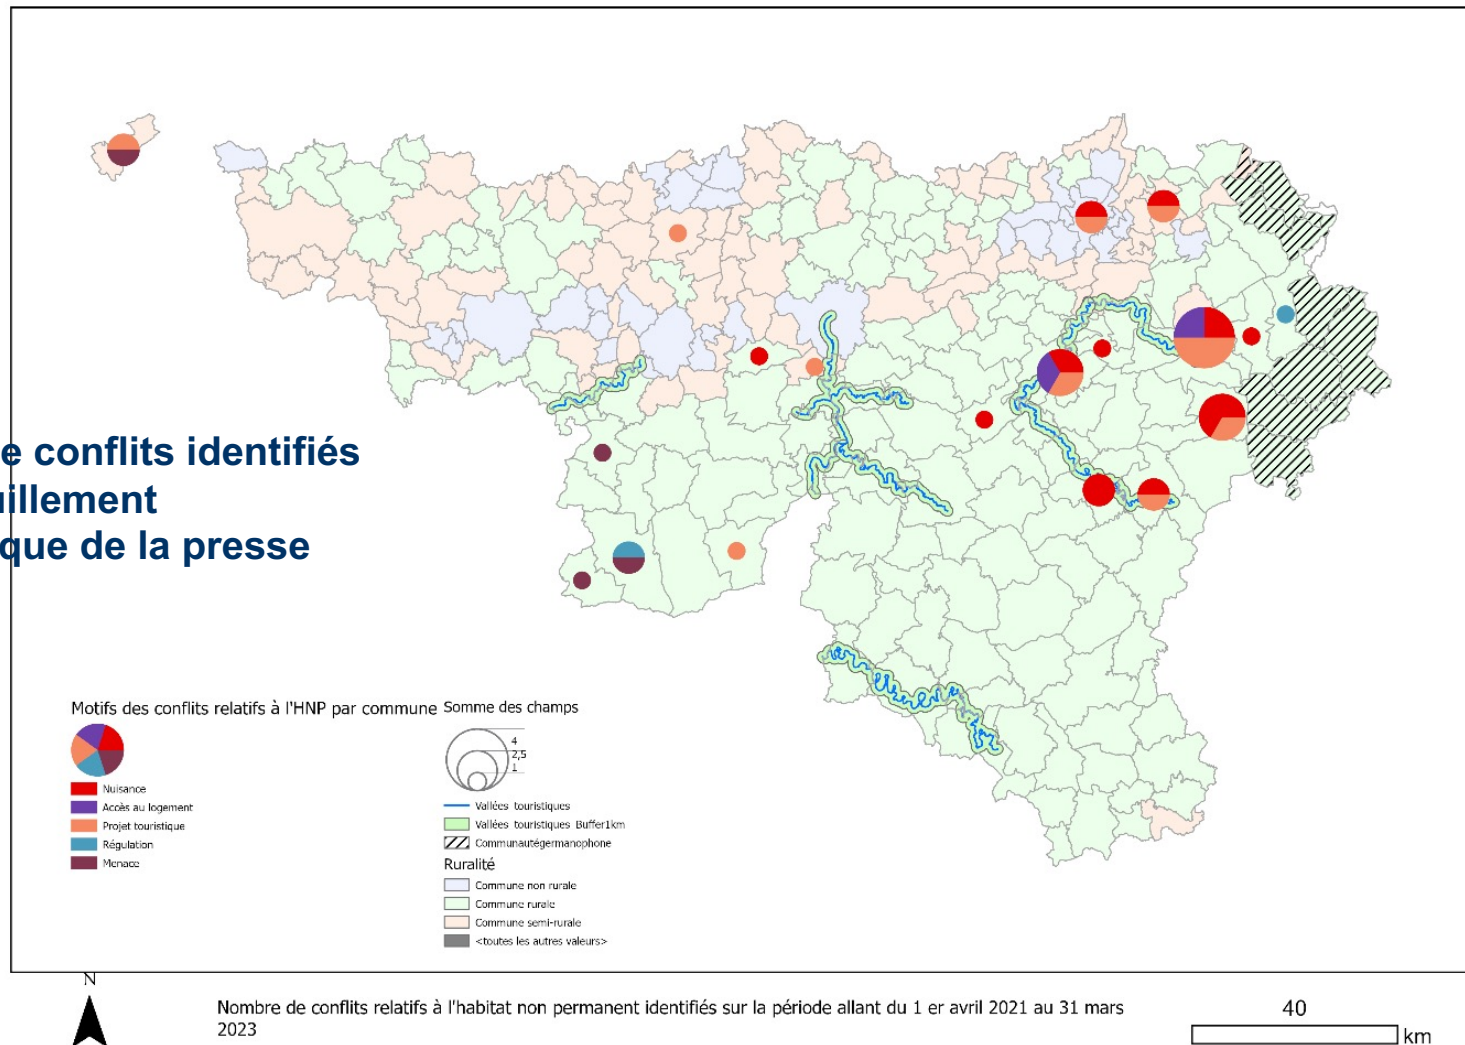 e conflits identifiés
uillement
que de la presse
Motifs des conflits relatifs à l'HNP par commune
Nuisance
Accès au logement
Projet touristique
Régulation
Menace
Somme des champs
4
2,5
1
Vallées touristiques
Vallées touristiques Buffer1km
Communautégermanophone
Ruralité
Commune non rurale
Commune rurale
Commune semi-rurale
<toutes les autres valeurs>
N
Nombre de conflits relatifs à l'habitat non permanent identifiés sur la période allant du 1 er avril 2021 au 31 mars
2023
40
km